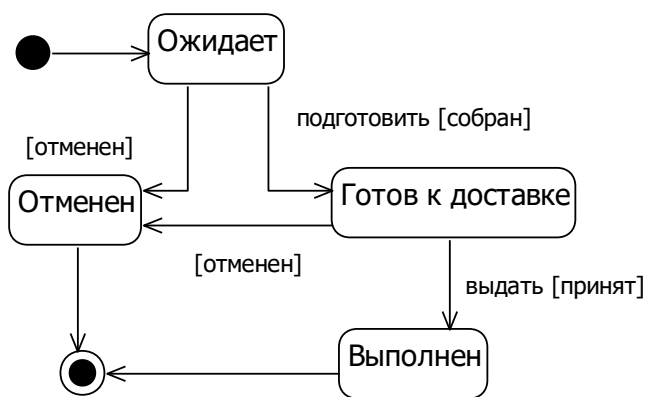 Ожидает
подготовить [собран]
[отменен]
Отменен
Готов к доставке
[отменен]
выдать [принят]
Выполнен